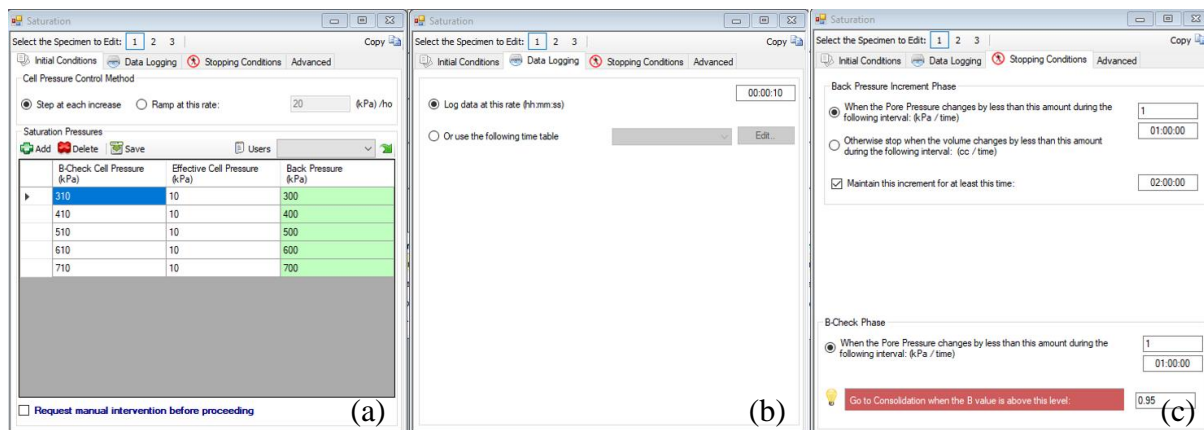 Saturation
Select the Specimen to Edit: 1 2 3 Copy
Initial Conditions Data Logging Stopping Conditions Advanced
Cell Pressure Control Method
Step at each increase Ramp at this rate: 20 (kPa) /ho
Saturation Pressures
Add Delete Save Users
B-Check Cell Pressure (kPa) Effective Cell Pressure (kPa) Back Pressure (kPa)
310 10 300
410 10 400
510 10 500
610 10 600
710 10 700
Request manual intervention before proceeding
(a)
Saturation
Select the Specimen to Edit: 1 2 3 Copy
Initial Conditions Data Logging Stopping Conditions Advanced
00:00:10
Log data at this rate (hh:mm:ss)
Or use the following time table Edit...
(b)
Saturation
Select the Specimen to Edit: 1 2 3 Copy
Initial Conditions Data Logging Stopping Conditions Advanced
Back Pressure Increment Phase
When the Pore Pressure changes by less than this amount during the 1
following interval: (kPa / time)
01:00:00
Otherwise stop when the volume changes by less than this amount
during the following interval: (cc / time)
Maintain this increment for at least this time: 02:00:00
B-Check Phase
When the Pore Pressure changes by less than this amount during the 1
following interval: (kPa / time)
01:00:00
Go to Consolidation when the B value is above this level: 0.95
(c)